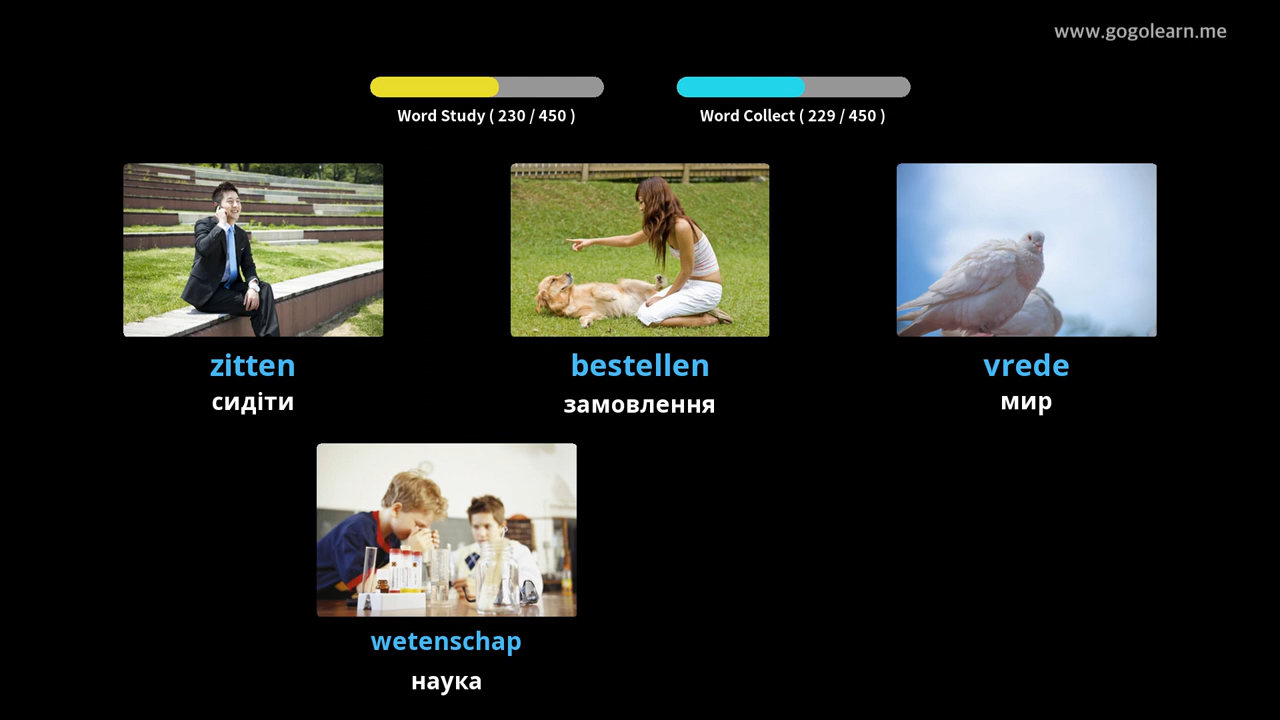 www.gogolearn.me
Word Study ( 230 / 450 )
Word Collect ( 229 / 450 )
zitten
сидіти
bestellen
замовлення
vrede
мир
wetenschap
наука